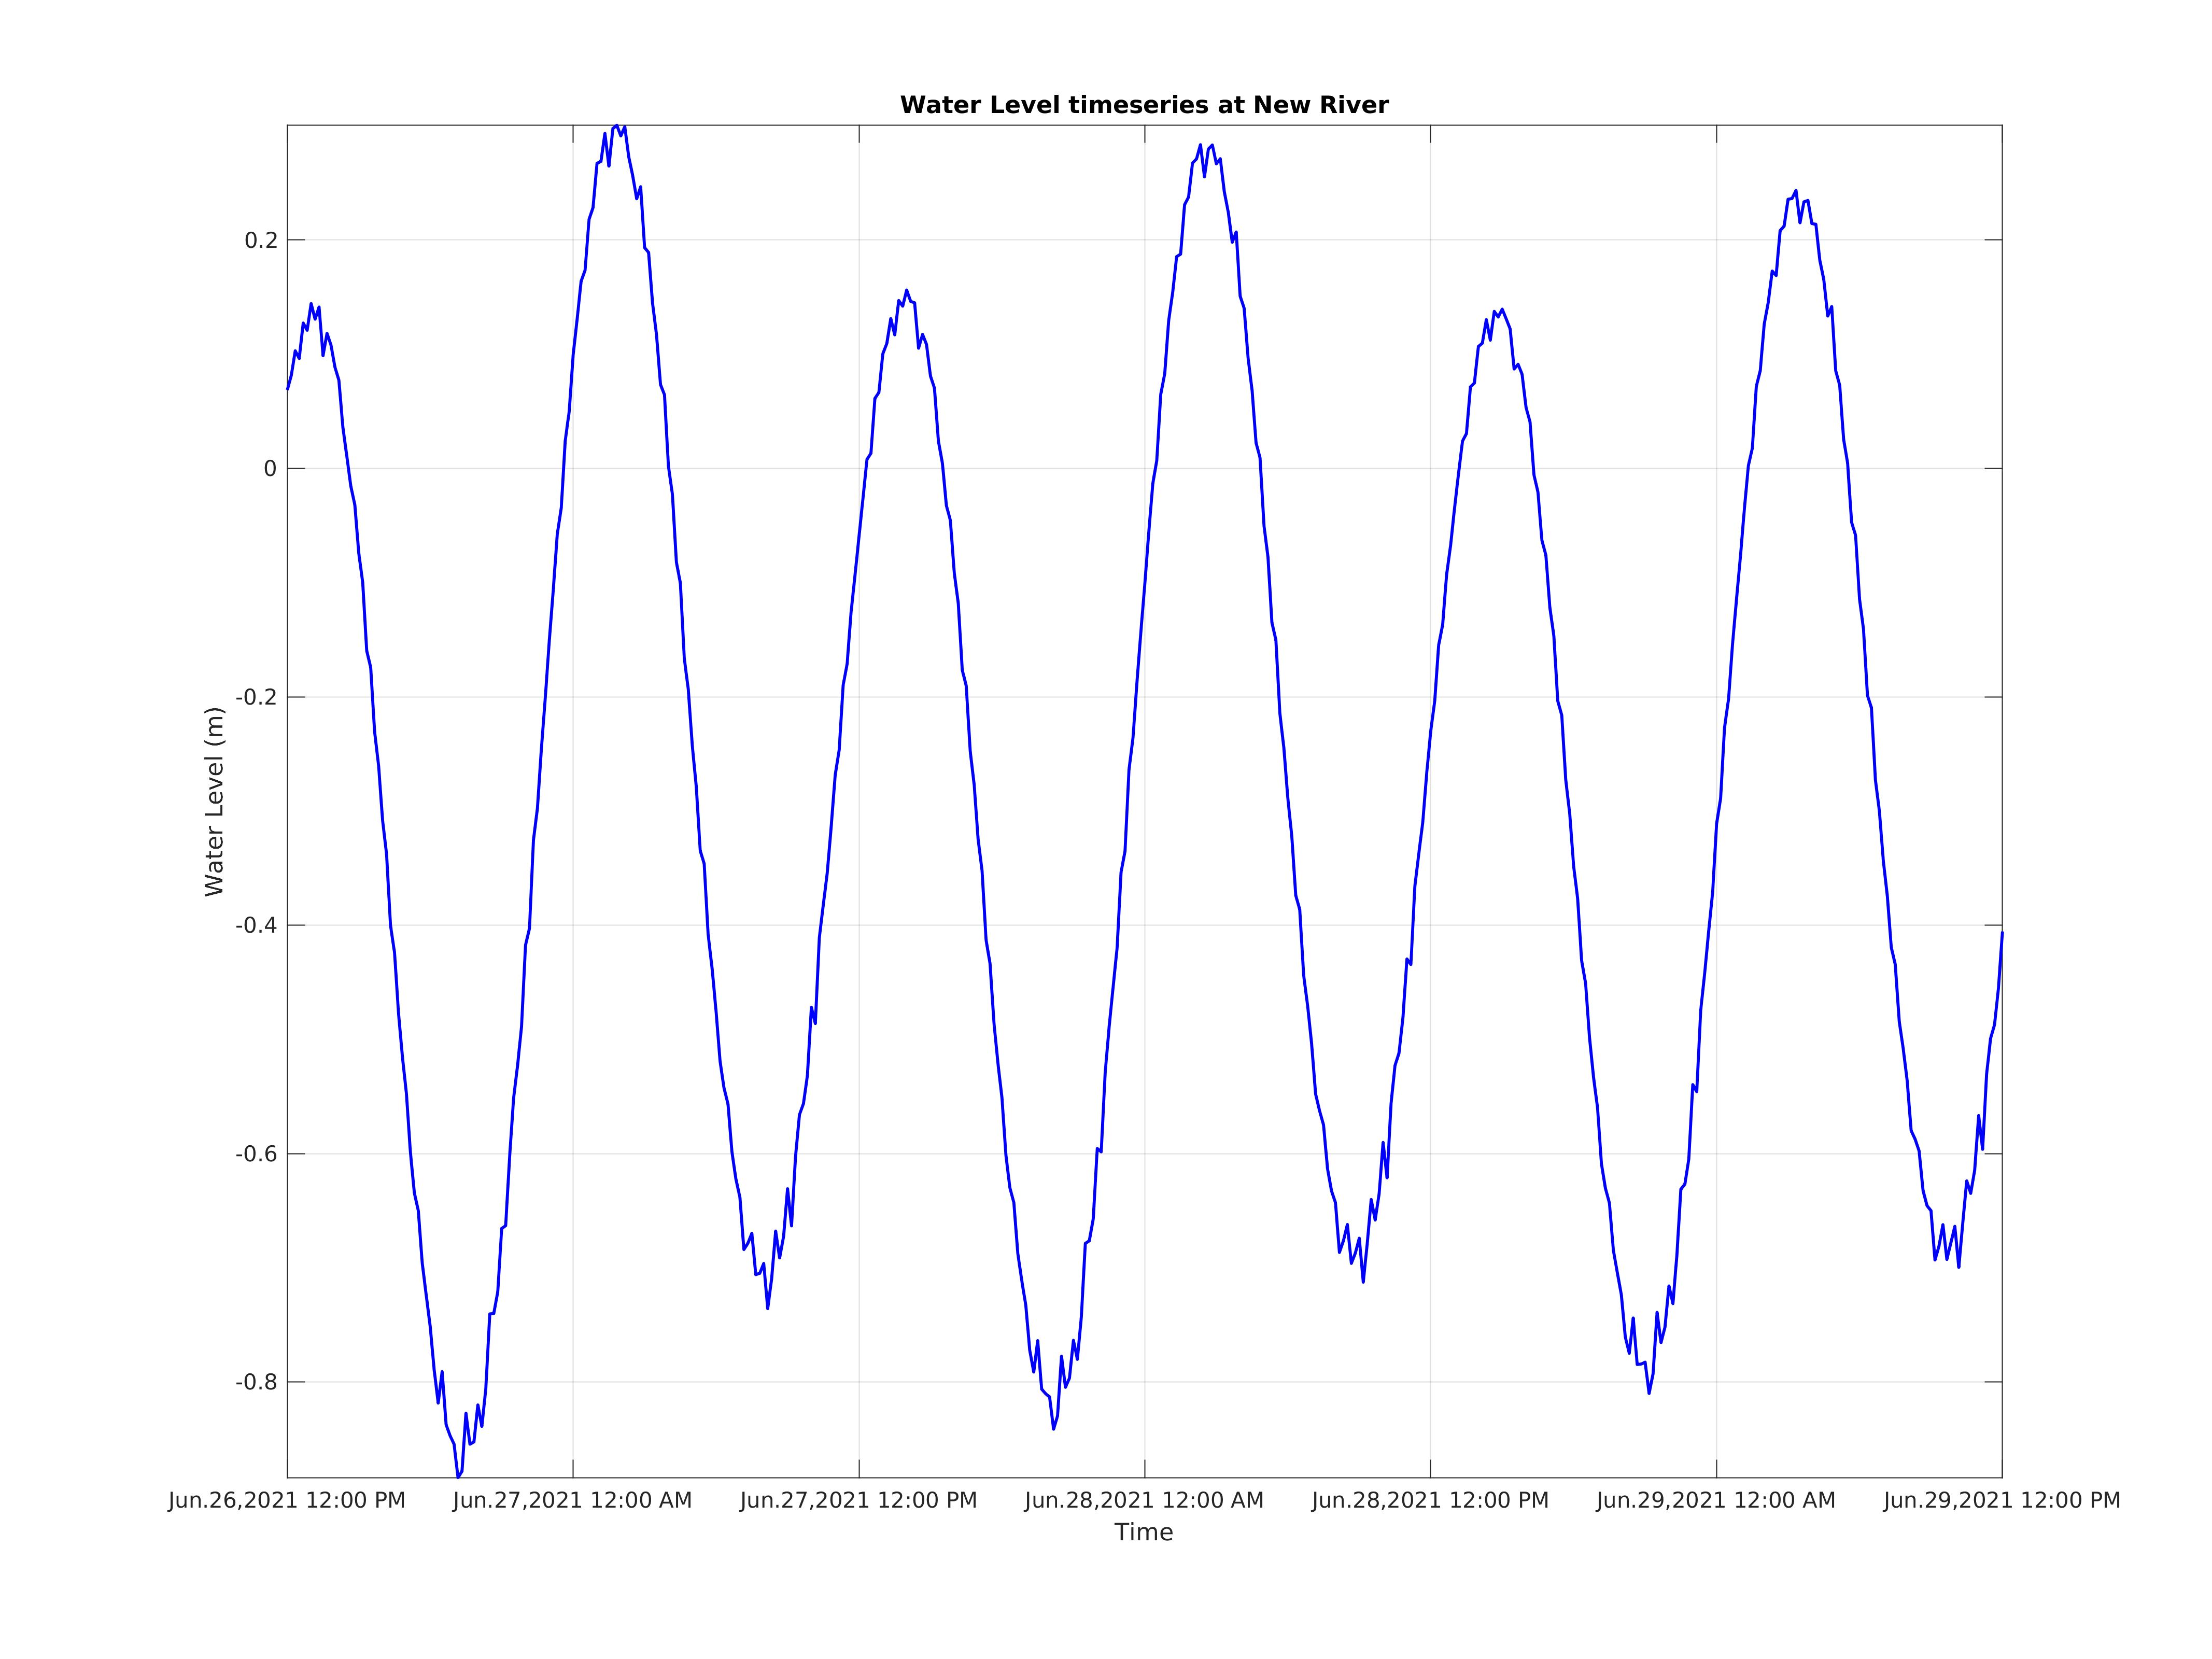 Water Level timeseries at New River
0.2
0
-0.2
-0.4
-0.6
-0.8
Water Level (m)
Jun.26,2021 12:00 PM Jun.27,2021 12:00 AM Jun.27,2021 12:00 PM Jun.28,2021 12:00 AM Jun.28,2021 12:00 PM Jun.29,2021 12:00 AM Jun.29,2021 12:00 PM
Time